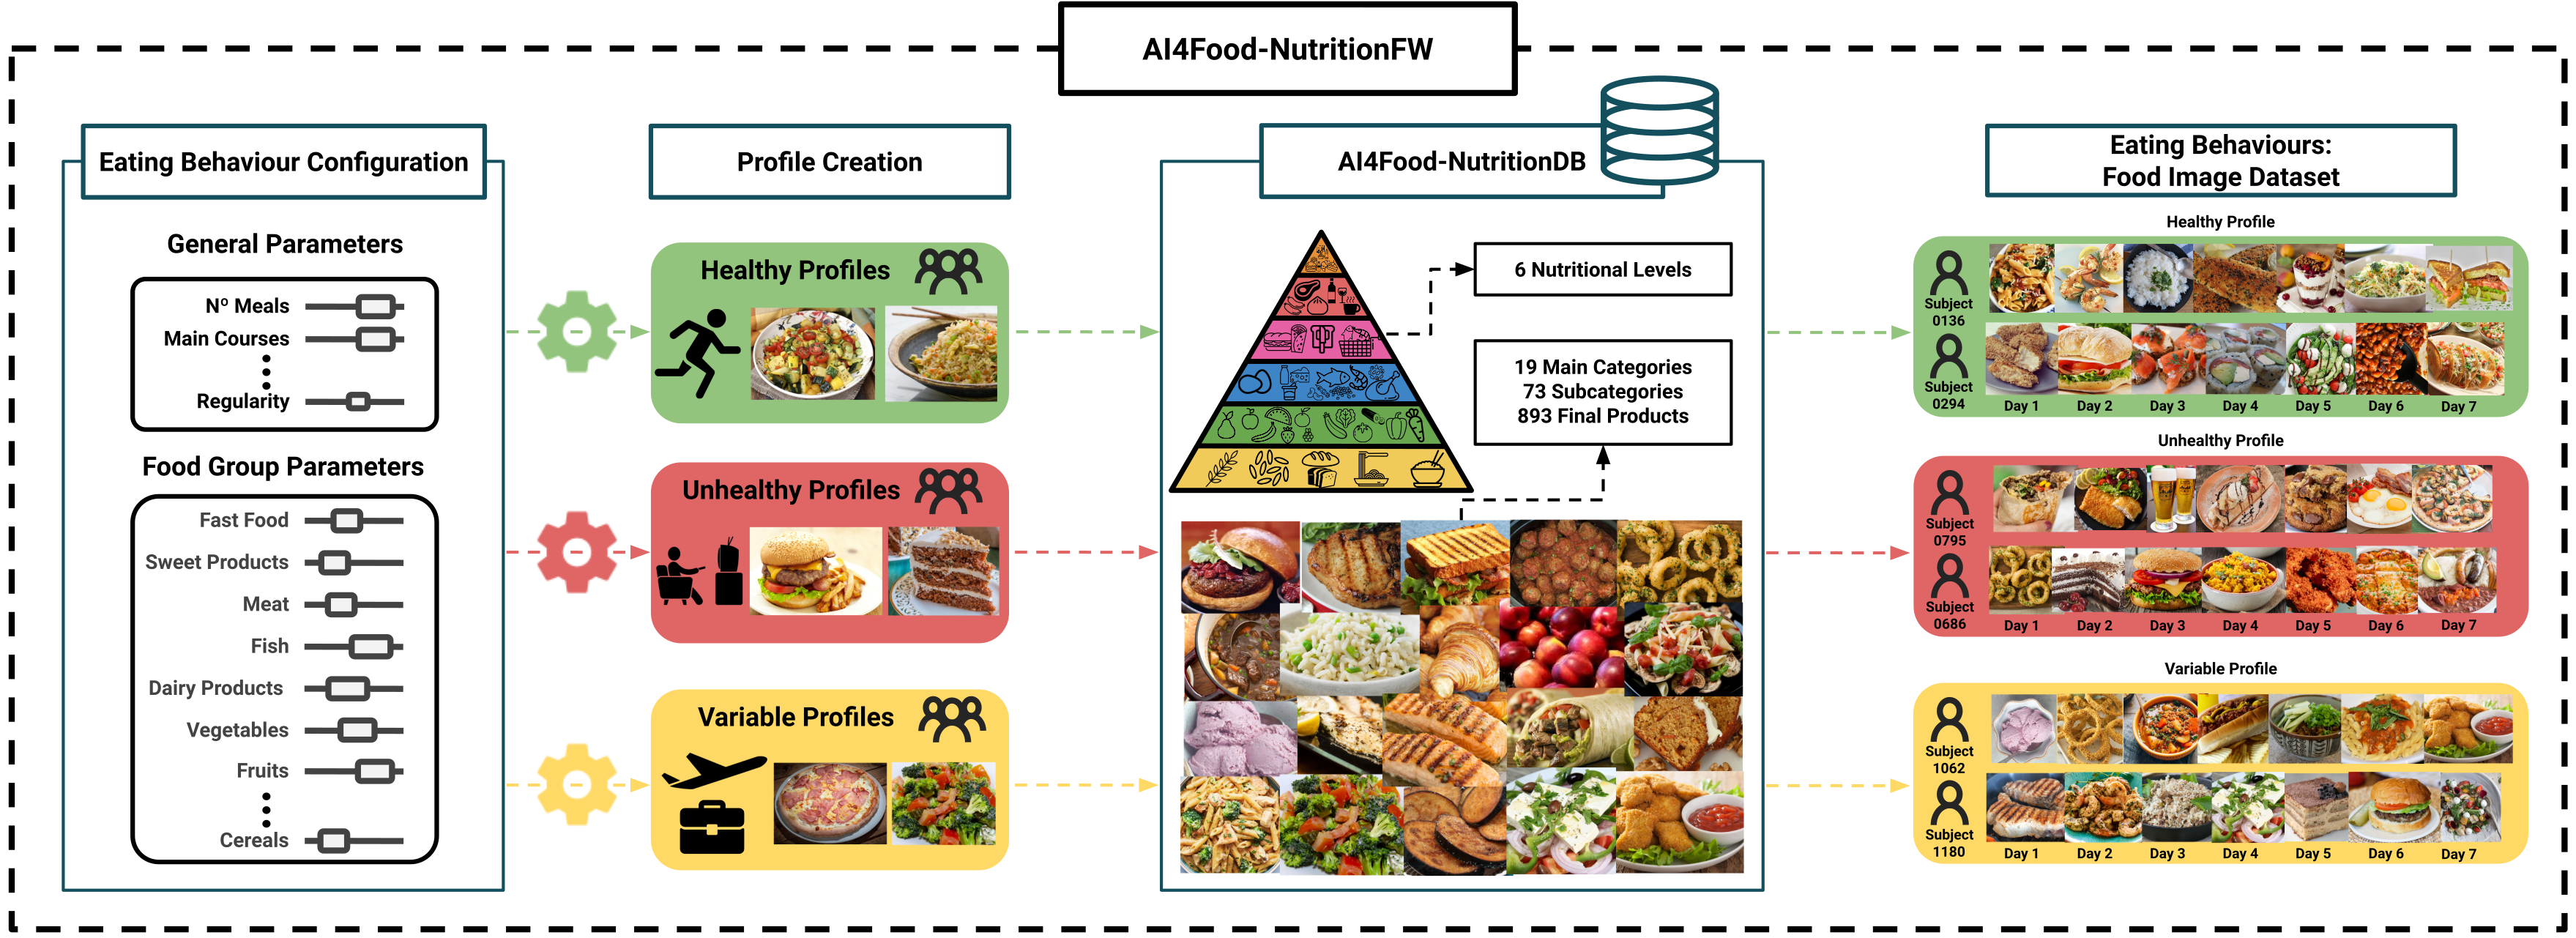 AI4Food-NutritionFW
Eating Behaviour Configuration
General Parameters
Nº Meals
Main Courses
Regularity
Food Group Parameters
Fast Food
Sweet Products
Meat
Fish
Dairy Products
Vegetables
Fruits
Cereals
Profile Creation
Healthy Profiles
Unhealthy Profiles
Variable Profiles
AI4Food-NutritionDB
6 Nutritional Levels
19 Main Categories
73 Subcategories
893 Final Products
Eating Behaviours:
Food Image Dataset
Healthy Profile
Subject
0136
Subject
0294
Day 1 Day 2 Day 3 Day 4 Day 5 Day 6 Day 7
Unhealthy Profile
Subject
0795
Subject
0686
Day 1 Day 2 Day 3 Day 4 Day 5 Day 6 Day 7
Variable Profile
Subject
1062
Subject
1180
Day 1 Day 2 Day 3 Day 4 Day 5 Day 6 Day 7